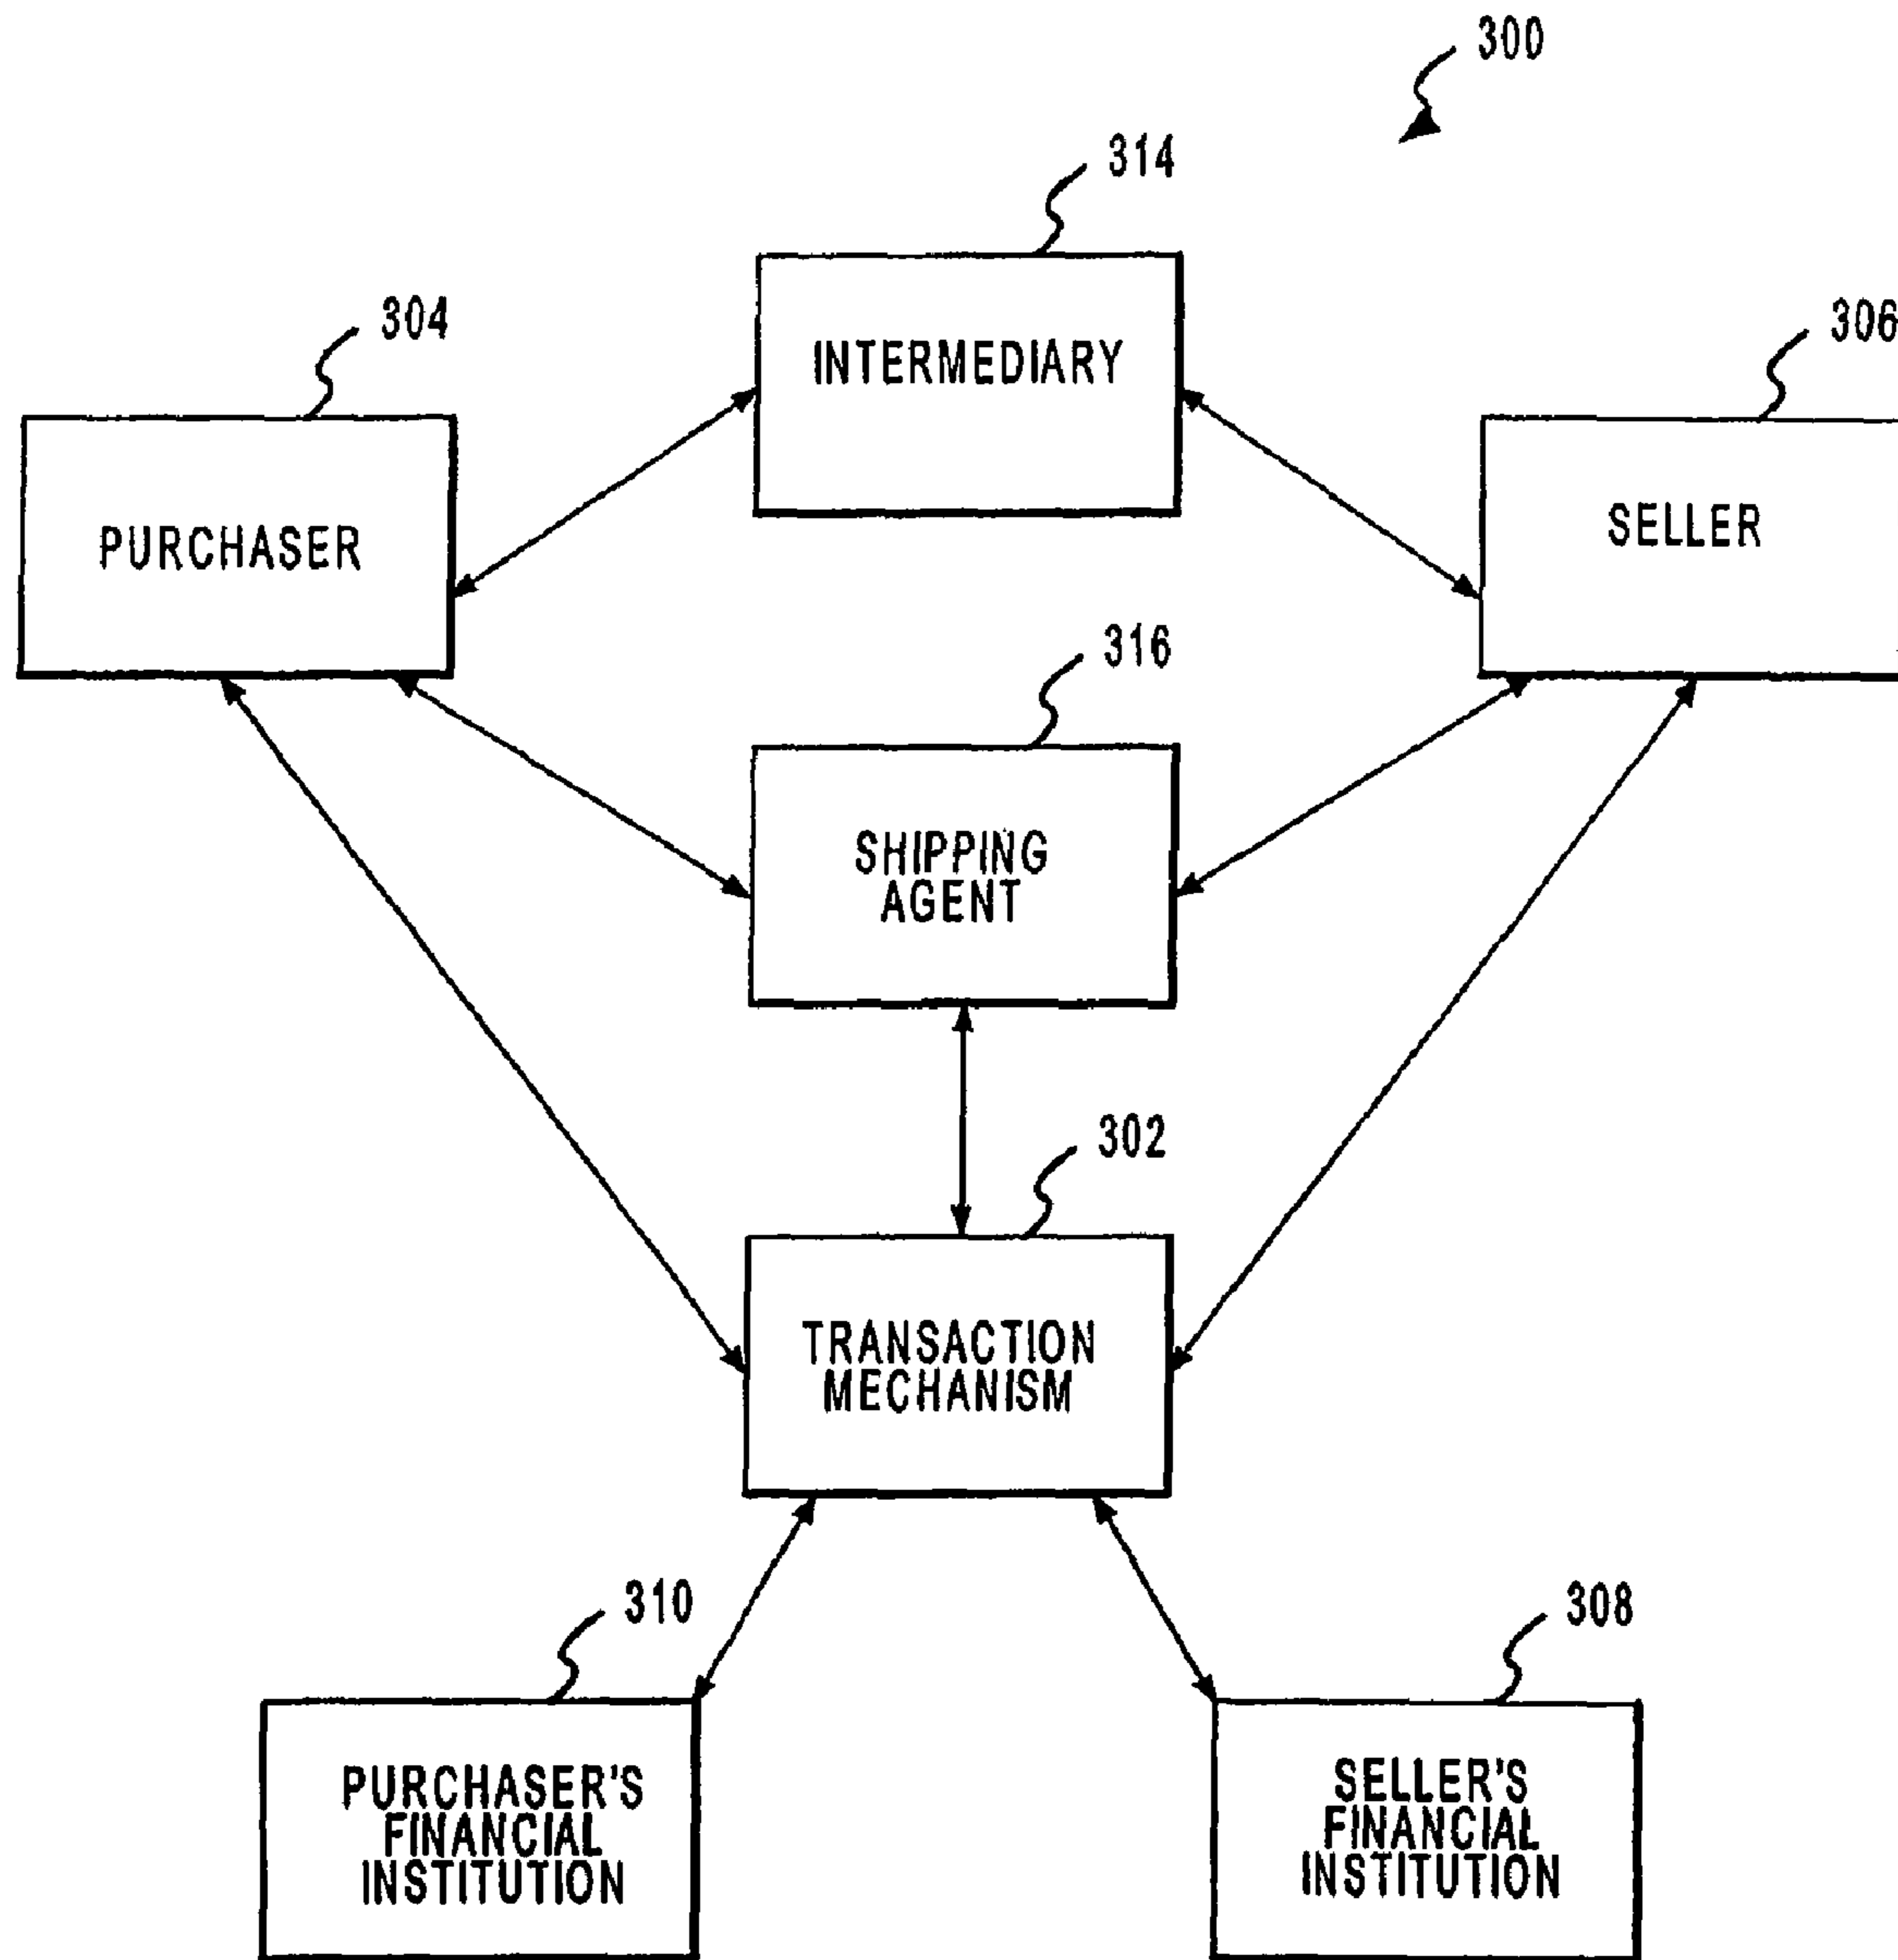 300
314
304
306
INTERMEDIARY
PURCHASER
SELLER
316
SHIPPING
AGENT
302
TRANSACTION
MECHANISM
310
308
PURCHASER'S
FINANCIAL
INSTITUTION
SELLER'S
FINANCIAL
INSTITUTION